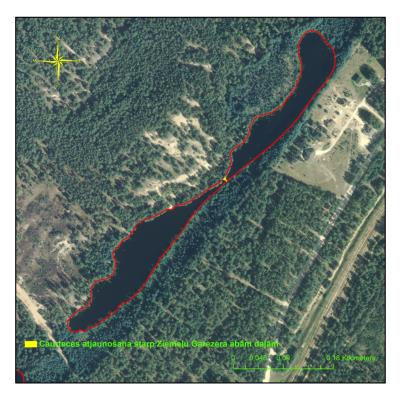 Caurteces atjaunošana starp Ziemeļu Garezera abām daļām
0 0,045 0,09 0,18 Kilometers